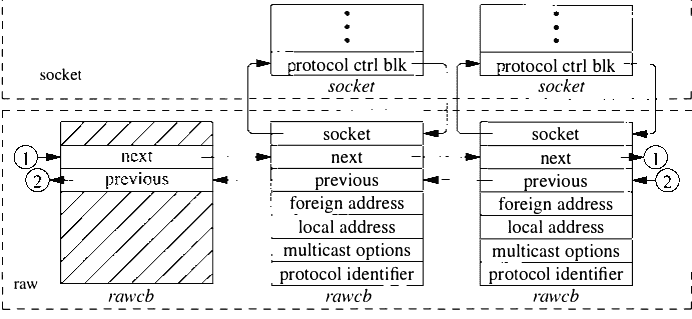 protocol ctrl blk
protocol ctrl blk
socket
socket
socket
socket
socket
1
next
next
next
1
2
previous
previous
previous
2
foreign address
foreign address
local address
local address
multicast options
multicast options
raw
protocol identifier
protocol identifier
rawcb
rawcb
rawcb